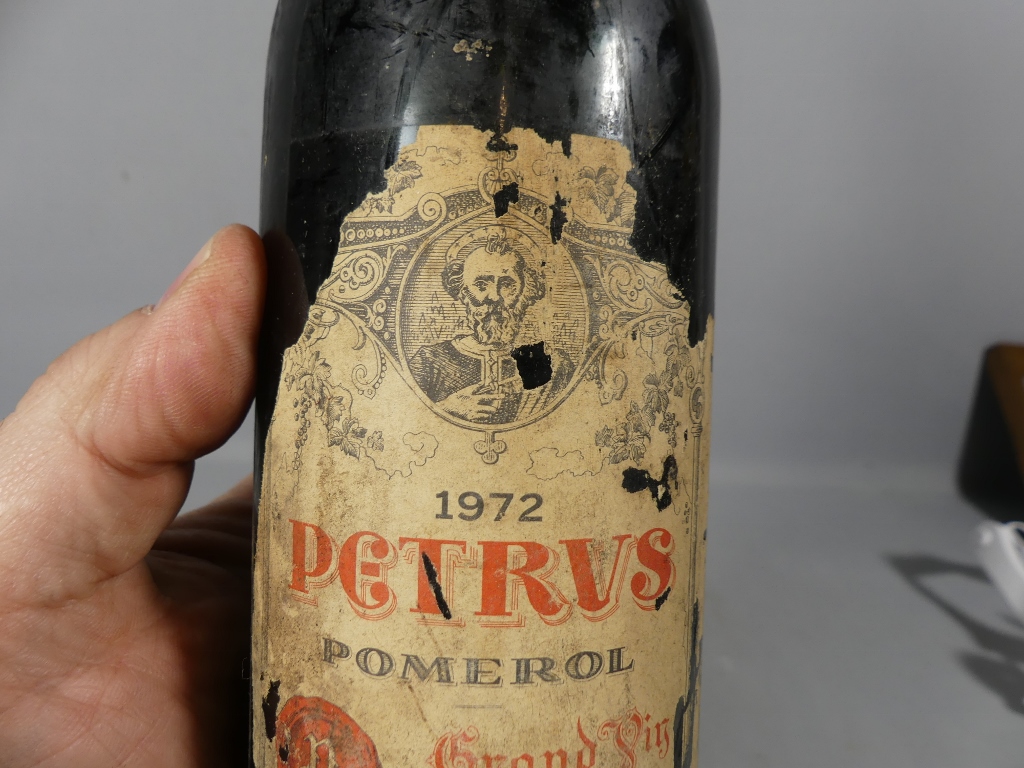 1972
PETRVS
POMEROL
Grand Vin